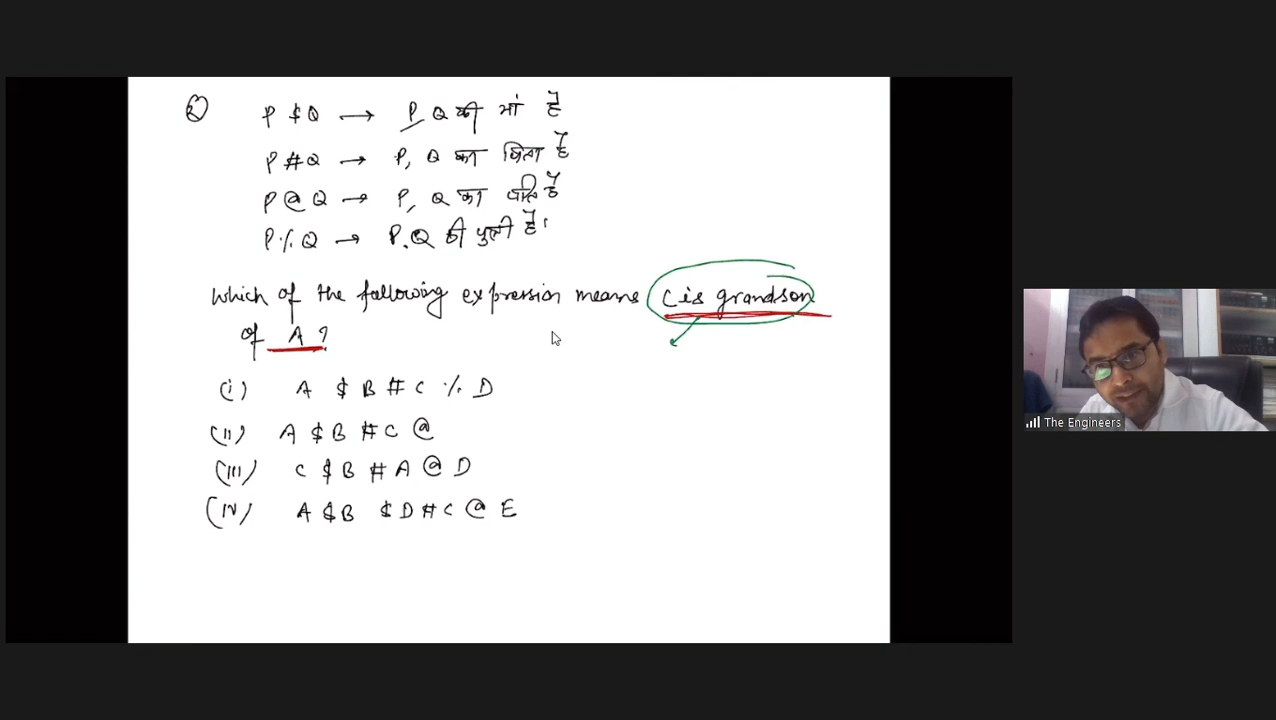 P $ Q → P, Q की मां है
P # Q → P, Q का पिता है
P @ Q → P, Q का पति है
P % Q → P, Q की पुत्री है।
Which of the following expression means C is grandson
of A?
(i) A $ B # C % D
(ii) A $ B # C @
(iii) C $ B # A @ D
(iv) A $ B $ D # C @ E
The Engineers